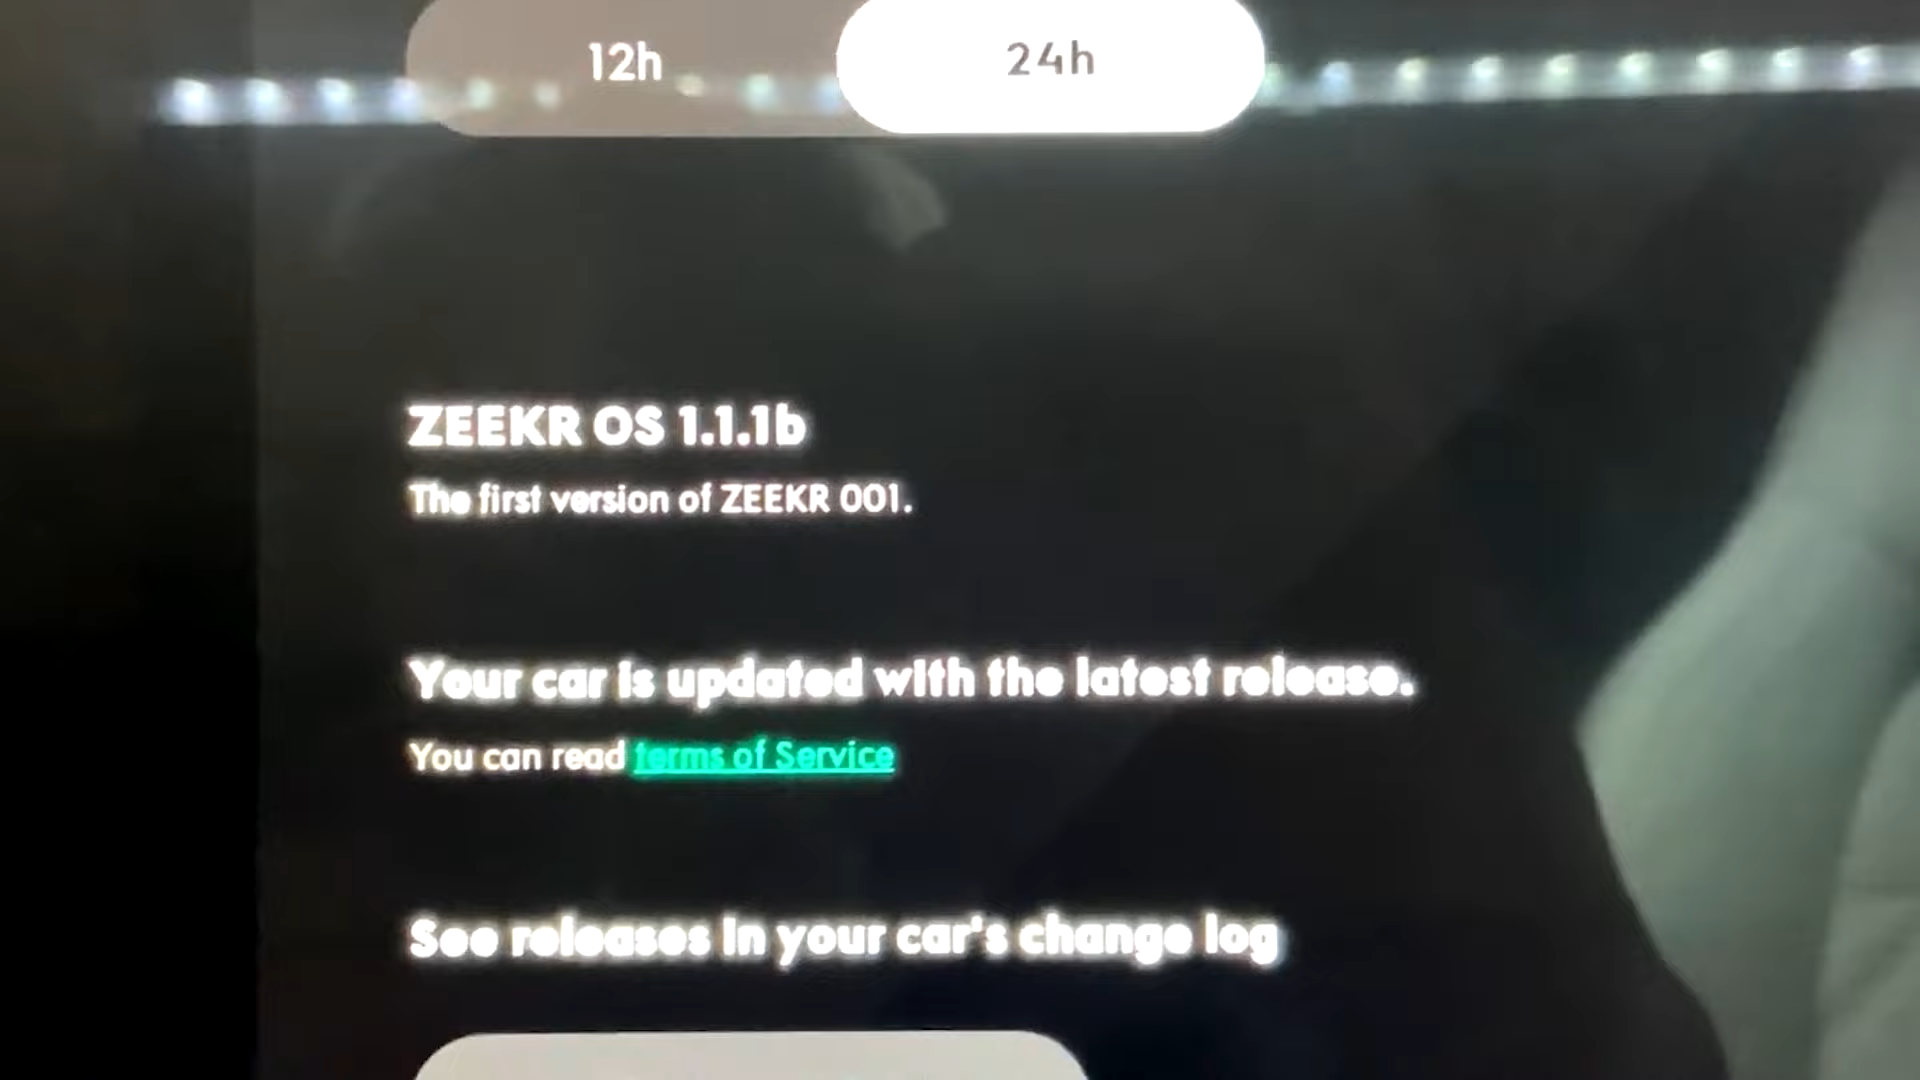 12h 24h
ZEEKR OS 1.1.1b
The first version of ZEEKR 001.
Your car is updated with the latest release.
You can read terms of Service
See releases in your car's change log